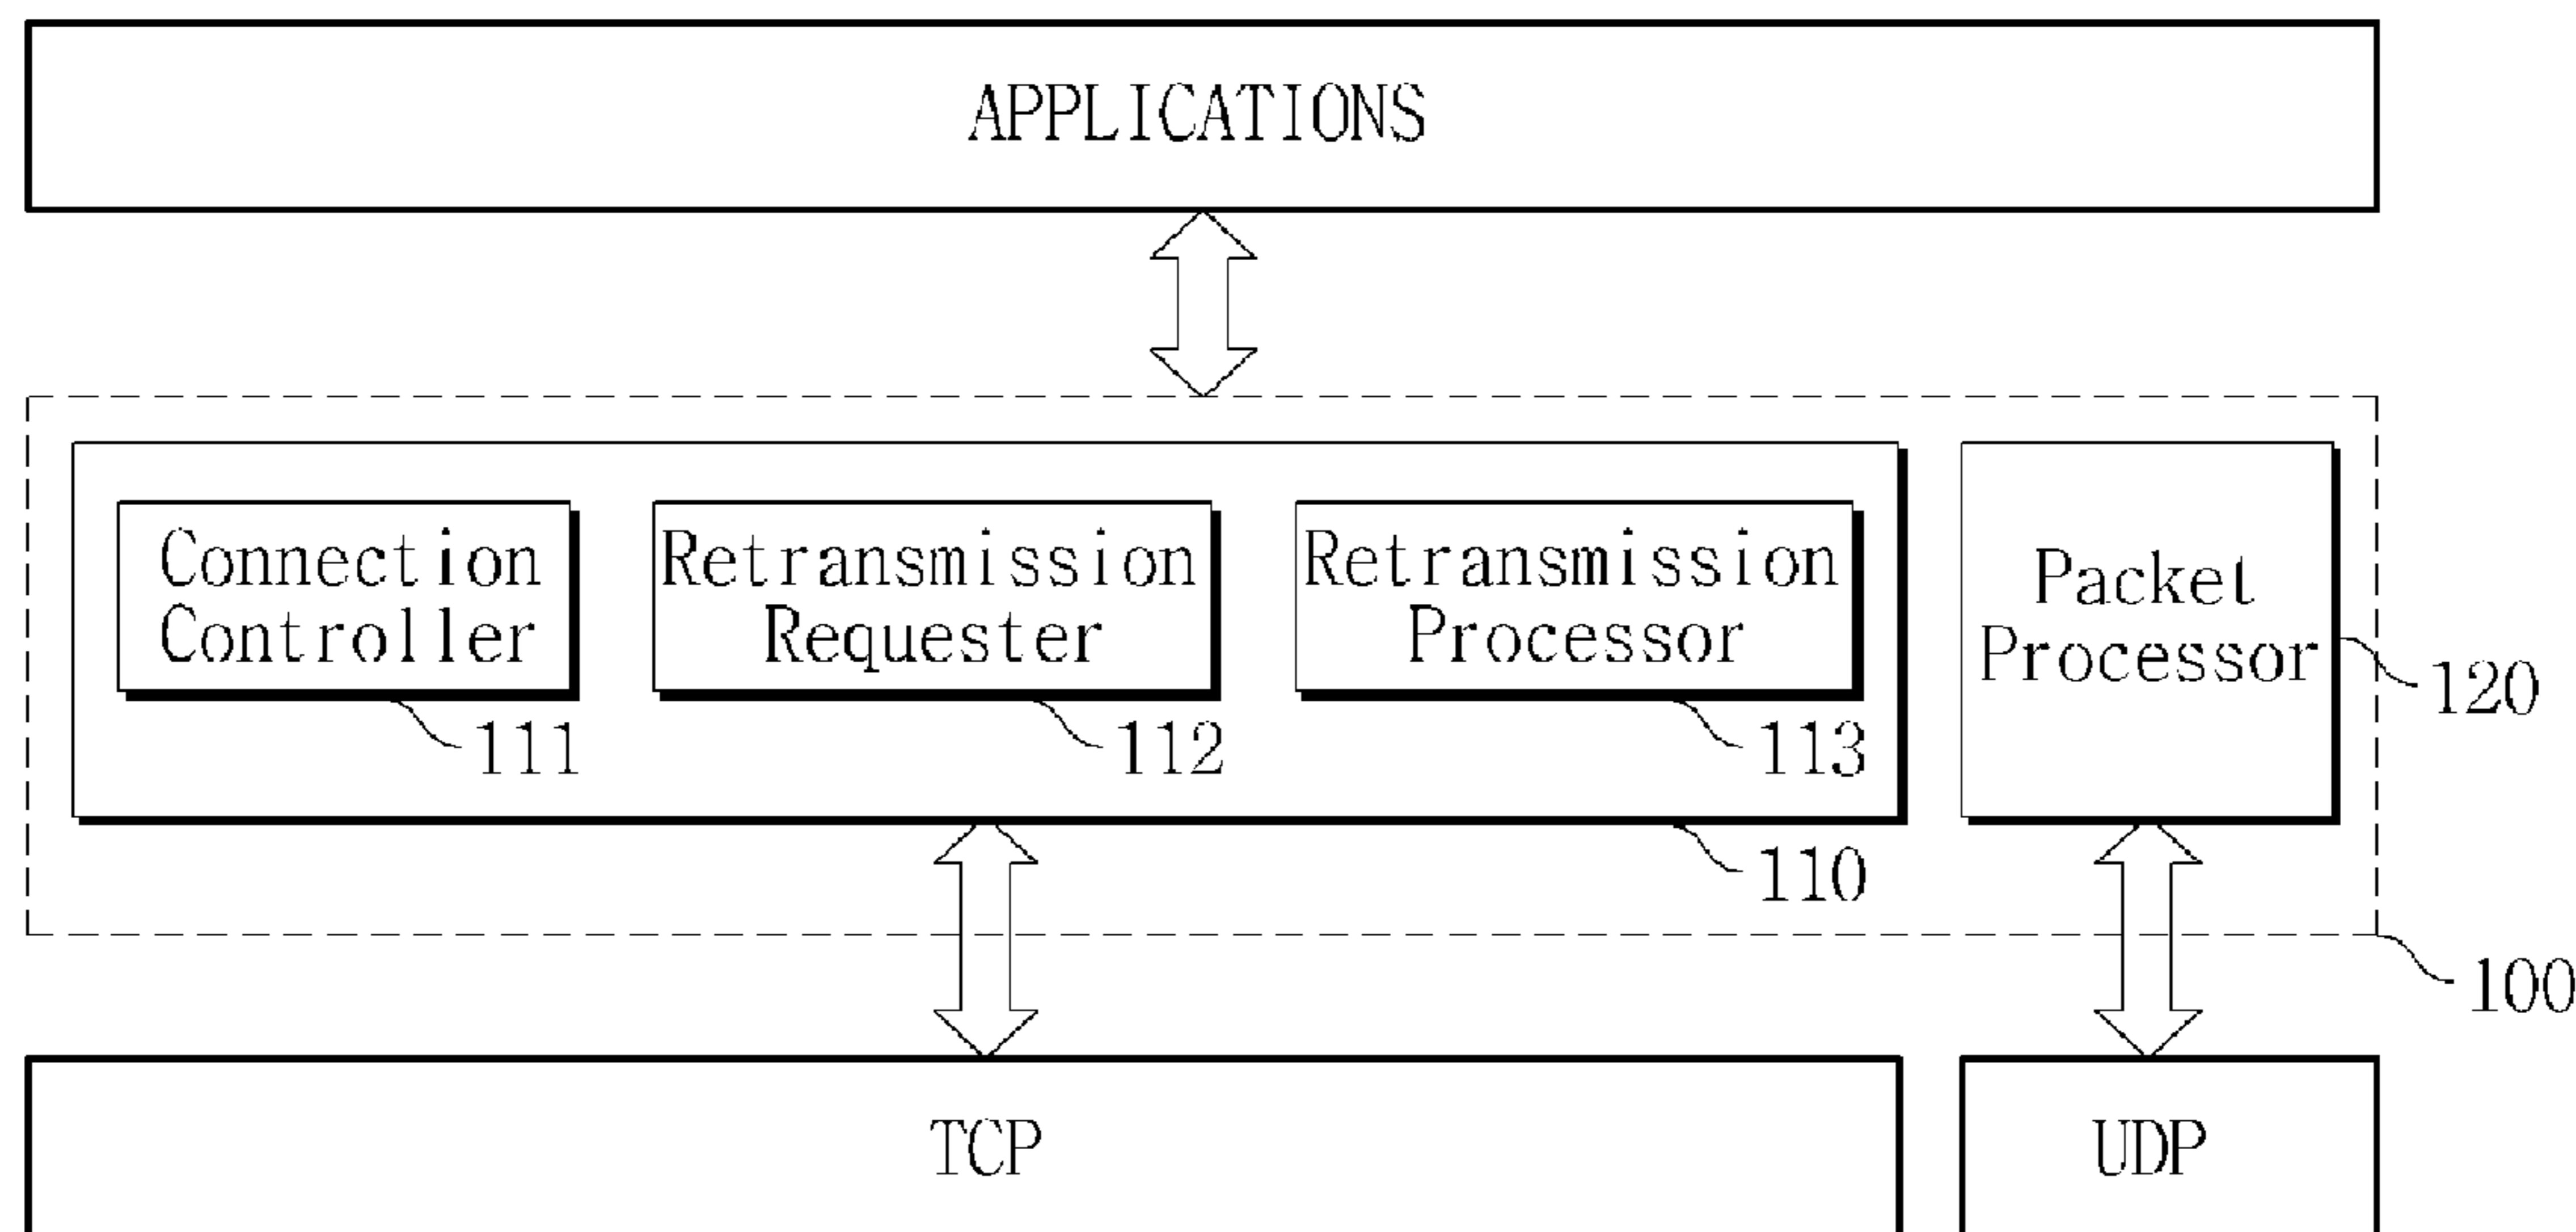 APPLICATIONS
Connection
Controller
111
Retransmission
Requester
112
Retransmission
Processor
113
Packet
Processor
120
110
100
TCP
UDP